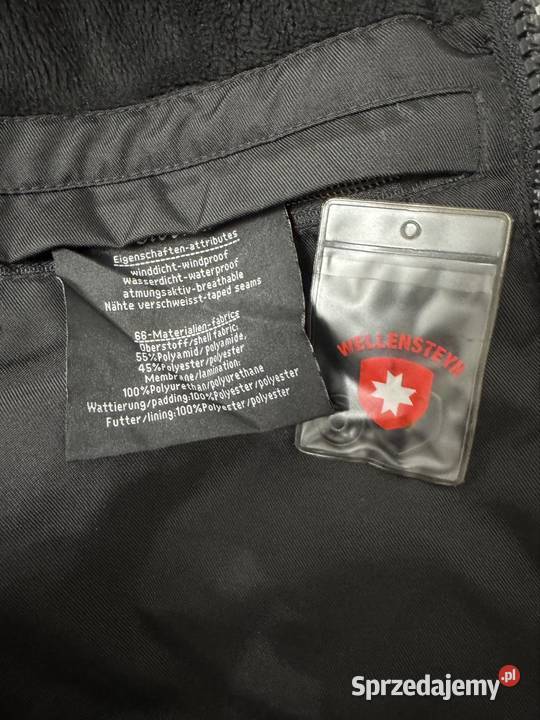 Eigenschaften-attributes
winddicht-windproof
Wasserdicht-waterproof
atmungsaktiv-breathable
Nähte verschweisst-taped seams
66-Materialien-fabrics
Oberstoff/shell fabric:
55%Polyamid/polyamide,
45%Polyester/polyester
Membrane/lamination:
100%Polyurethan/polyurethane
Wattierung/padding:100%Polyester/polyester
Futter/lining:100%Polyester/polyester
WELLENSTEYN
Sprzedajemy.pl